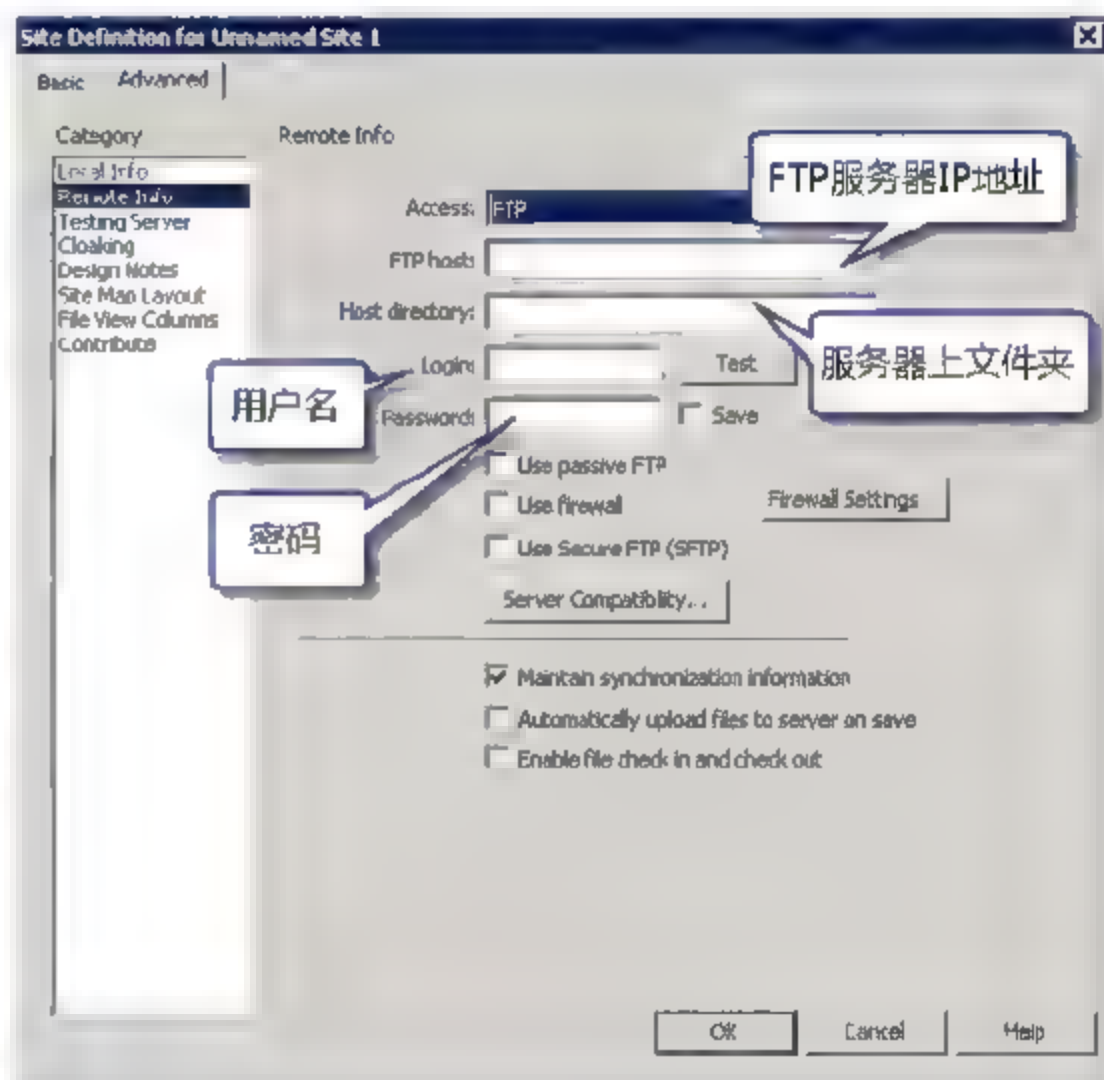 Site Definition for Unnamed Site 1
Basic Advanced
Category
Local Info
Remote Info
Testing Server
Cloaking
Design Notes
Site Map Layout
File View Columns
Contribute
Remote Info
Access: FTP
FTP服务器IP地址
FTP host:
Host directory:
服务器上文件夹
Login: Test
用户名
Password: Save
密码
Use passive FTP
Use firewall Firewall Settings
Use Secure FTP (SFTP)
Server Compatiblity...
Maintain synchronization information
Automatically upload files to server on save
Enable file check in and check out
OK Cancel Help